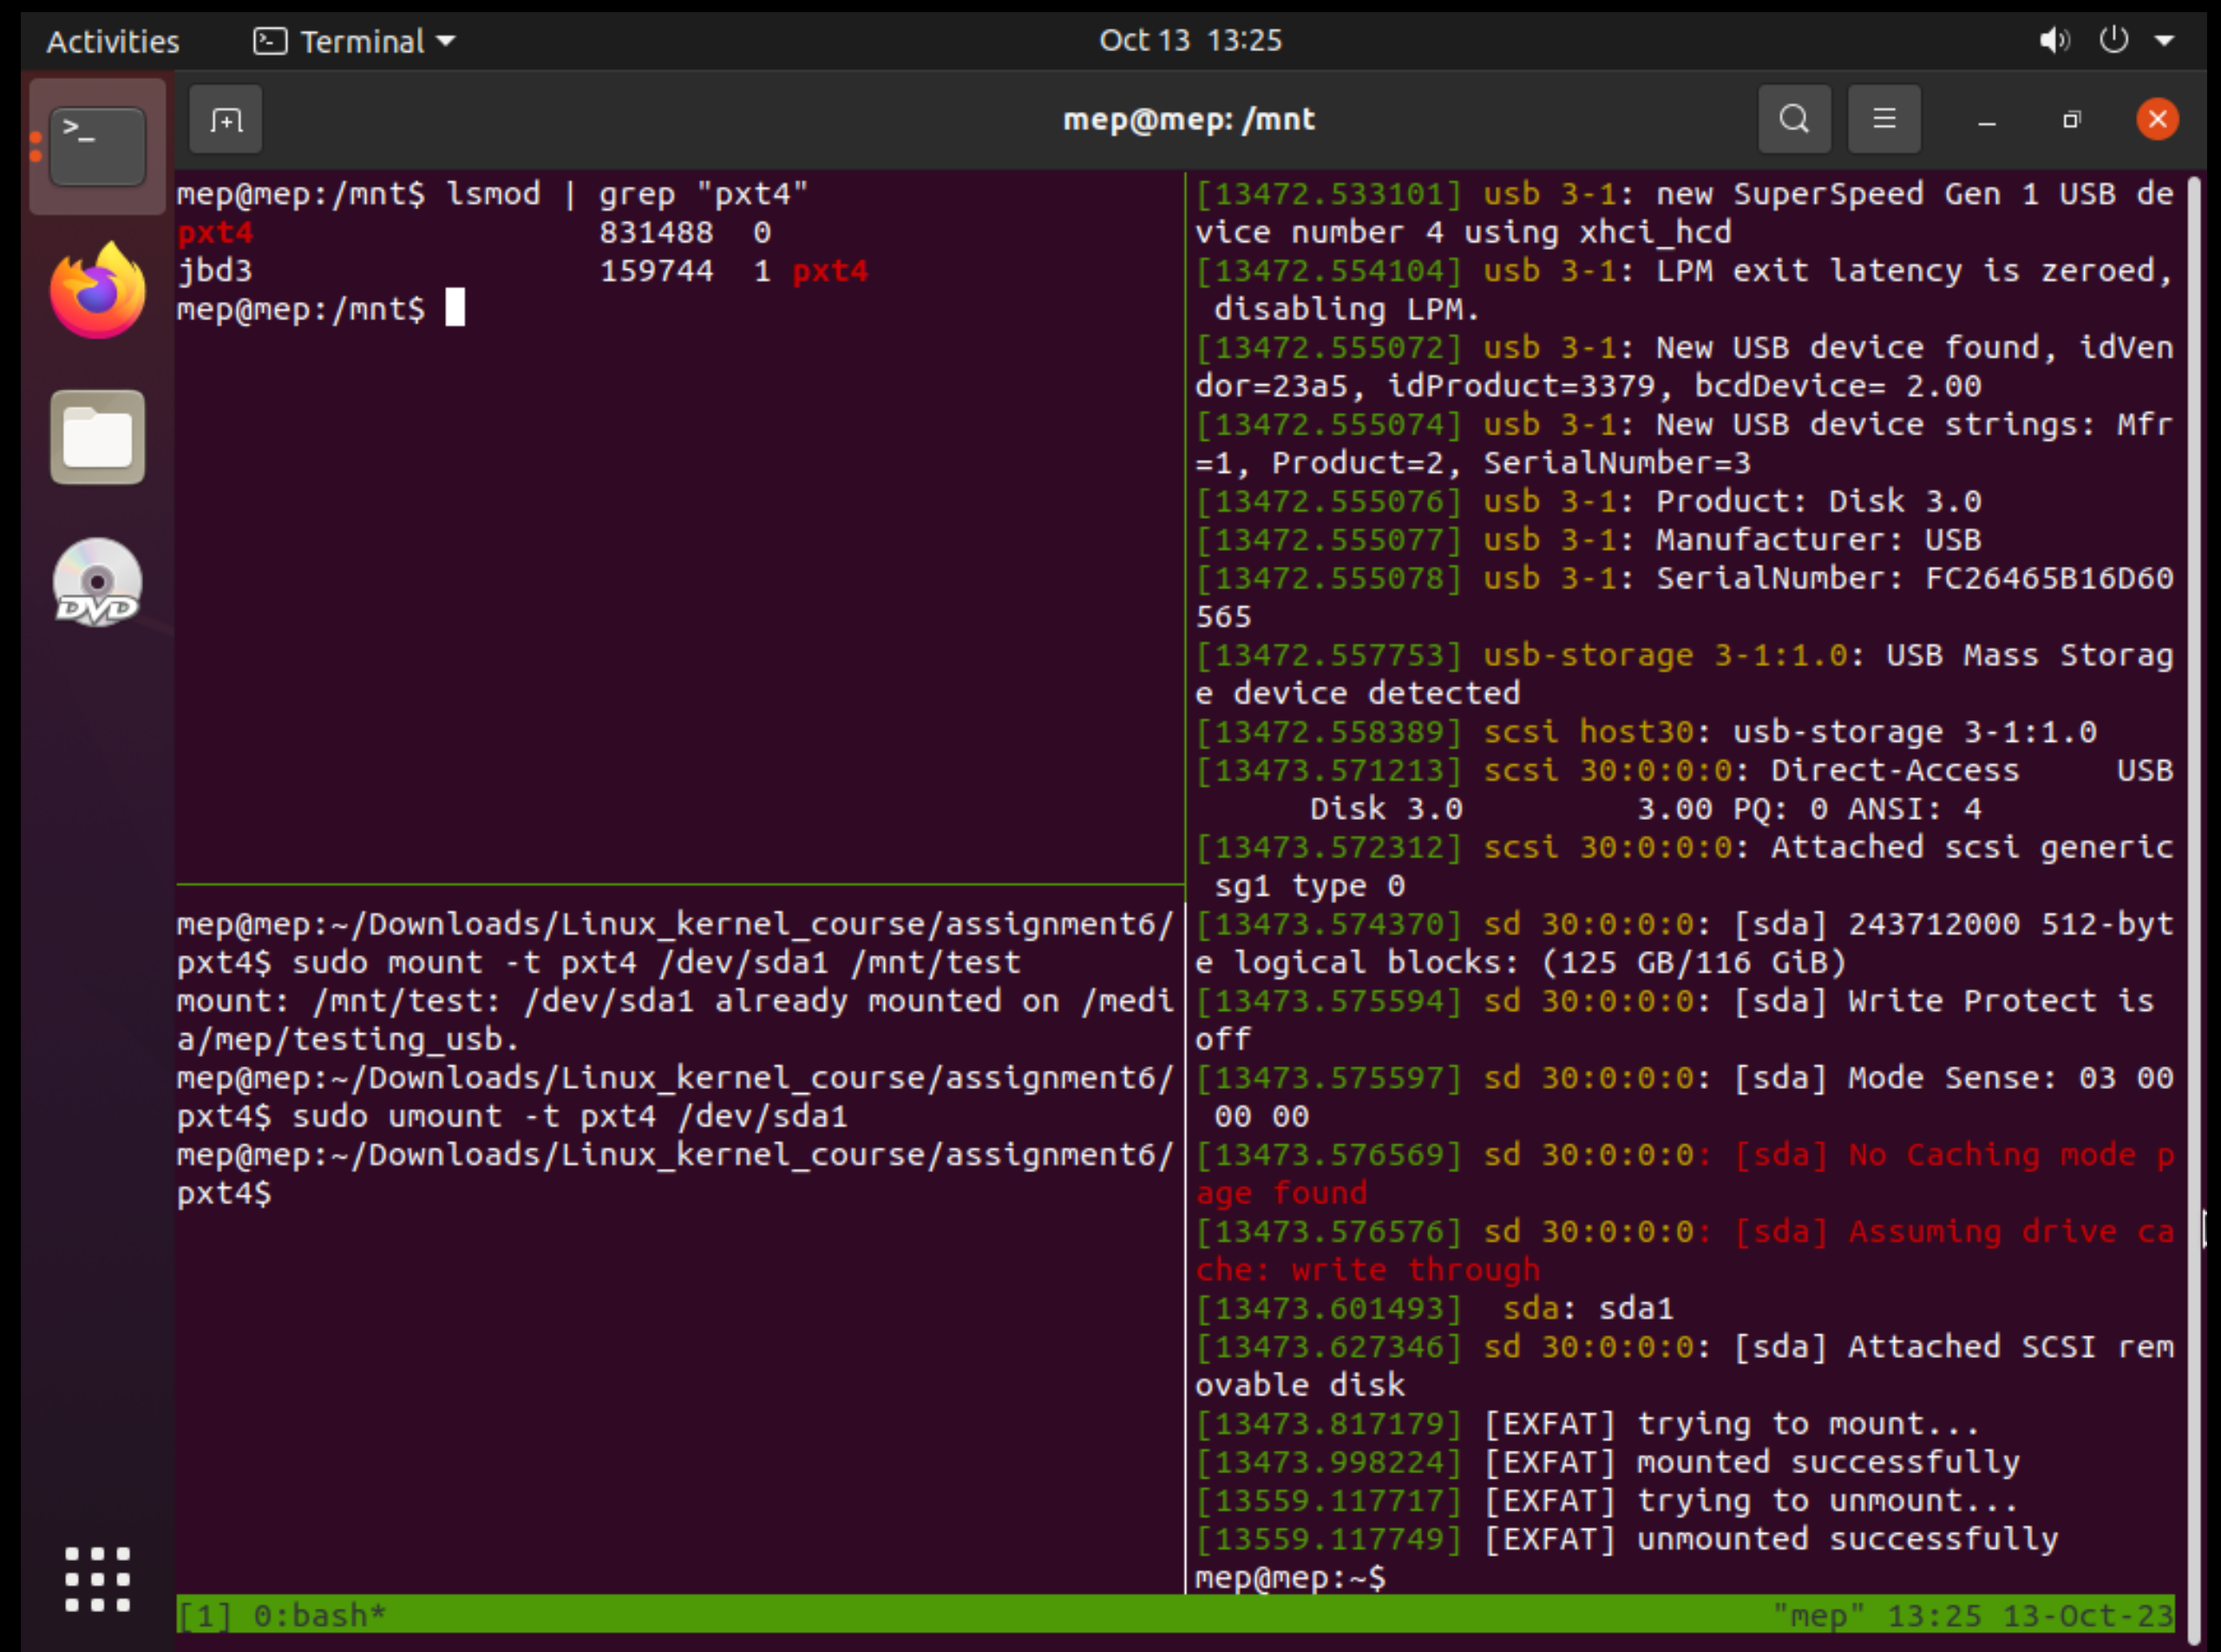 Activities
Terminal
Oct 13 13:25
mep@mep: /mnt
mep@mep:/mnt$ lsmod | grep "pxt4"
pxt4 831488 0
jbd3 159744 1 pxt4
mep@mep:/mnt$
DVD
mep@mep:~/Downloads/Linux_kernel_course/assignment6/
pxt4$ sudo mount -t pxt4 /dev/sda1 /mnt/test
mount: /mnt/test: /dev/sda1 already mounted on /medi
a/mep/testing_usb.
mep@mep:~/Downloads/Linux_kernel_course/assignment6/
pxt4$ sudo umount -t pxt4 /dev/sda1
mep@mep:~/Downloads/Linux_kernel_course/assignment6/
pxt4$
[13472.533101] usb 3-1: new SuperSpeed Gen 1 USB de
vice number 4 using xhci_hcd
[13472.554104] usb 3-1: LPM exit latency is zeroed,
disabling LPM.
[13472.555072] usb 3-1: New USB device found, idVen
dor=23a5, idProduct=3379, bcdDevice= 2.00
[13472.555074] usb 3-1: New USB device strings: Mfr
=1, Product=2, SerialNumber=3
[13472.555076] usb 3-1: Product: Disk 3.0
[13472.555077] usb 3-1: Manufacturer: USB
[13472.555078] usb 3-1: SerialNumber: FC26465B16D60
565
[13472.557753] usb-storage 3-1:1.0: USB Mass Storag
e device detected
[13472.558389] scsi host30: usb-storage 3-1:1.0
[13473.571213] scsi 30:0:0:0: Direct-Access USB
Disk 3.0 3.00 PQ: 0 ANSI: 4
[13473.572312] scsi 30:0:0:0: Attached scsi generic
sg1 type 0
[13473.574370] sd 30:0:0:0: [sda] 243712000 512-byt
e logical blocks: (125 GB/116 GiB)
[13473.575594] sd 30:0:0:0: [sda] Write Protect is
off
[13473.575597] sd 30:0:0:0: [sda] Mode Sense: 03 00
00 00
[13473.576569] sd 30:0:0:0: [sda] No Caching mode p
age found
[13473.576576] sd 30:0:0:0: [sda] Assuming drive ca
che: write through
[13473.601493] sda: sda1
[13473.627346] sd 30:0:0:0: [sda] Attached SCSI rem
ovable disk
[13473.817179] [EXFAT] trying to mount...
[13473.998224] [EXFAT] mounted successfully
[13559.117717] [EXFAT] trying to unmount...
[13559.117749] [EXFAT] unmounted successfully
mep@mep:~$
[1] 0:bash* "mep" 13:25 13-Oct-23